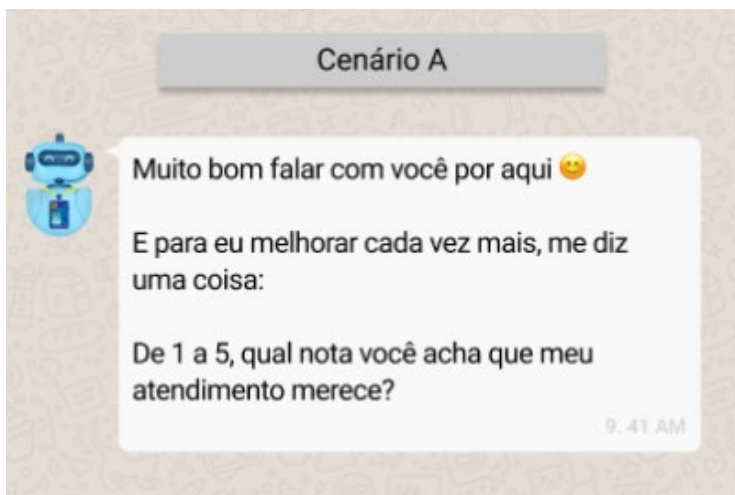 Cenário A
Muito bom falar com você por aqui 😊
E para eu melhorar cada vez mais, me diz
uma coisa:
De 1 a 5, qual nota você acha que meu
atendimento merece?
9. 41 AM